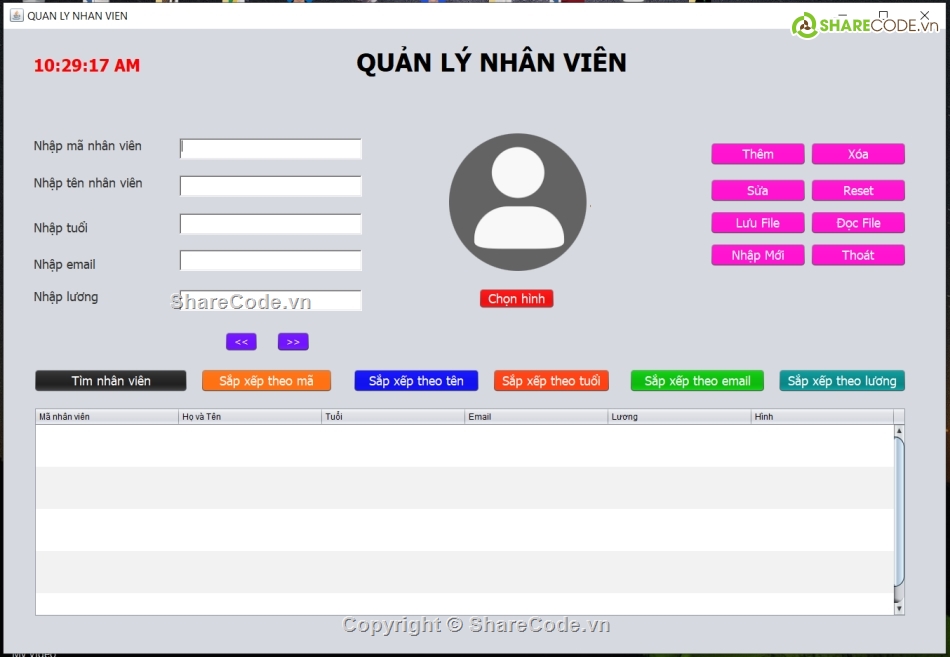 QUAN LY NHAN VIEN
SHARECODE.vn
10:29:17 AM
QUẢN LÝ NHÂN VIÊN
Nhập mã nhân viên
Nhập tên nhân viên
Nhập tuổi
Nhập email
Nhập lương
ShareCode.vn
Thêm
Xóa
Sửa
Reset
Lưu File
Đọc File
Nhập Mới
Thoát
Chọn hình
<<
>>
Tìm nhân viên
Sắp xếp theo mã
Sắp xếp theo tên
Sắp xếp theo tuổi
Sắp xếp theo email
Sắp xếp theo lương
Mã nhân viên
Họ và Tên
Tuổi
Email
Lương
Hình
Copyright © ShareCode.vn